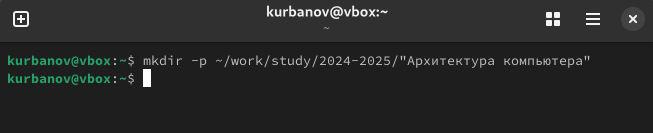 kurbanov@vbox:~
~
kurbanov@vbox:~$ mkdir -p ~/work/study/2024-2025/"Архитектура компьютера"
kurbanov@vbox:~$